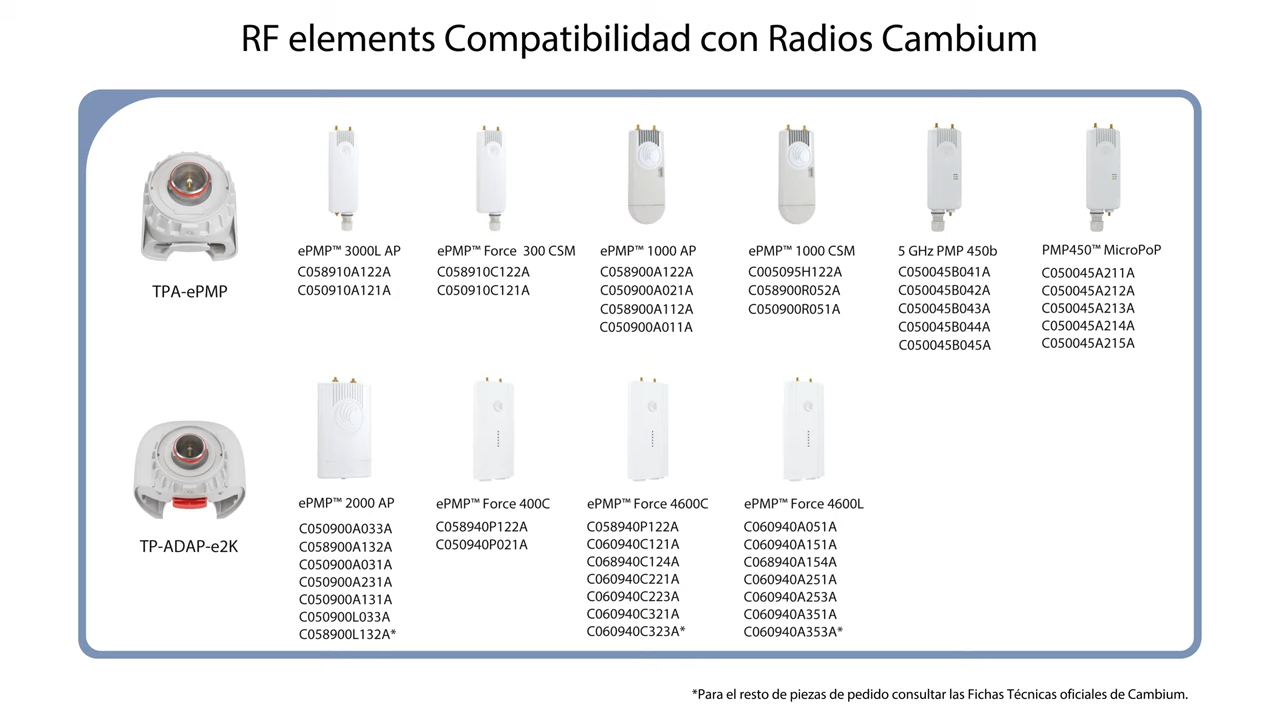 RF elements Compatibilidad con Radios Cambium
TPA-ePMP
ePMP™ 3000L AP
C058910A122A
C050910A121A
ePMP™ Force 300 CSM
C058910C122A
C050910C121A
ePMP™ 1000 AP
C058900A122A
C050900A021A
C058900A112A
C050900A011A
ePMP™ 1000 CSM
C005095H122A
C058900R052A
C050900R051A
5 GHz PMP 450b
C050045B041A
C050045B042A
C050045B043A
C050045B044A
C050045B045A
PMP450™ MicroPoP
C050045A211A
C050045A212A
C050045A213A
C050045A214A
C050045A215A
TP-ADAP-e2K
ePMP™ 2000 AP
C050900A033A
C058900A132A
C050900A031A
C050900A231A
C050900A131A
C050900L033A
C058900L132A*
ePMP™ Force 400C
C058940P122A
C050940P021A
ePMP™ Force 4600C
C058940P122A
C060940C121A
C068940C124A
C060940C221A
C060940C223A
C060940C321A
C060940C323A*
ePMP™ Force 4600L
C060940A051A
C060940A151A
C068940A154A
C060940A251A
C060940A253A
C060940A351A
C060940A353A*
*Para el resto de piezas de pedido consultar las Fichas Técnicas oficiales de Cambium.